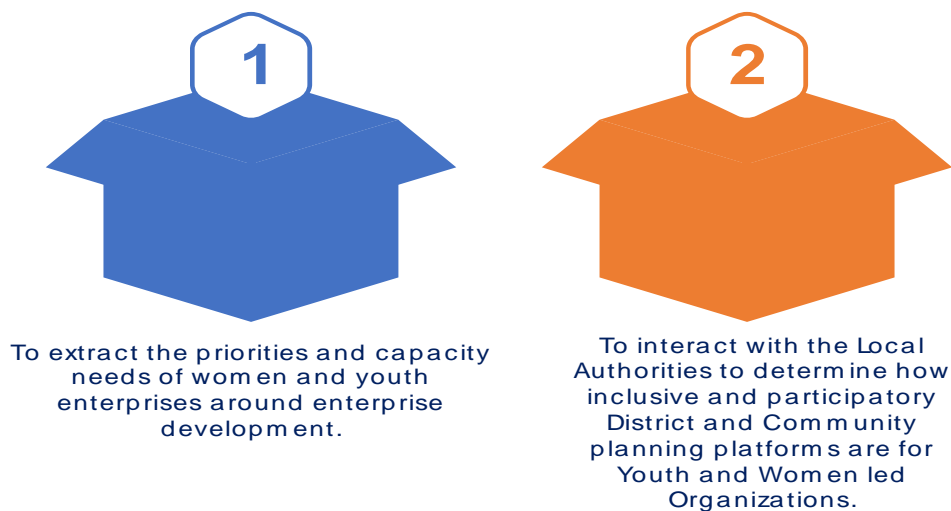 1
To extract the priorities and capacity
needs of women and youth
enterprises around enterprise
development.
2
To interact with the Local
Authorities to determine how
inclusive and participatory
District and Community
planning platforms are for
Youth and Women led
Organizations.